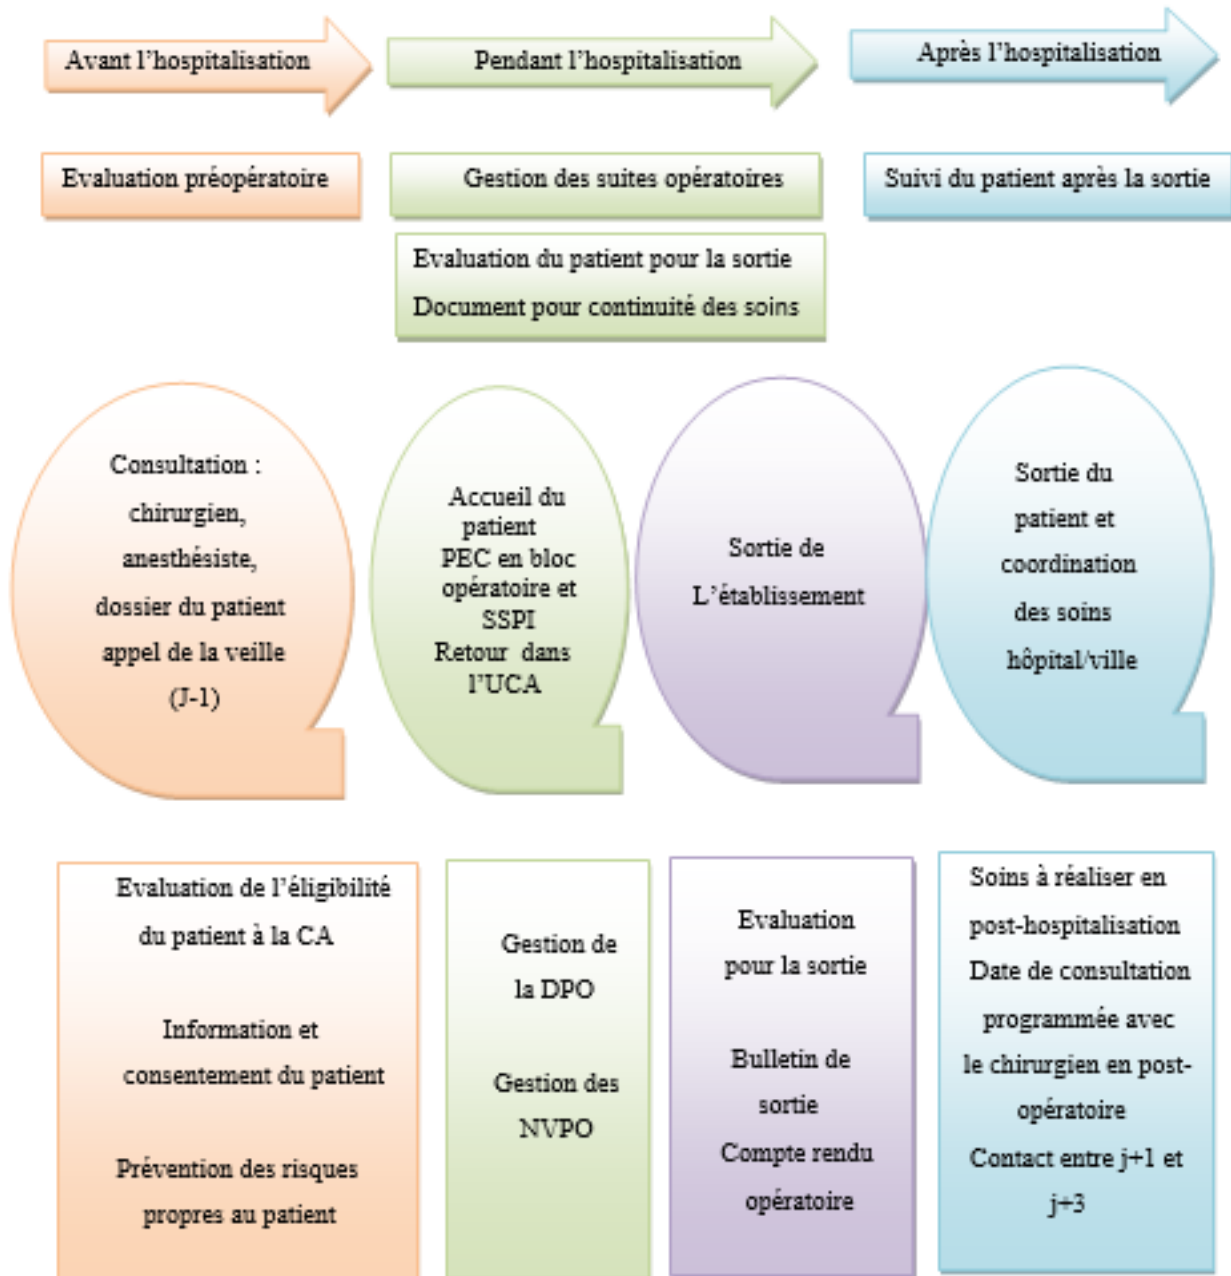 Avant l'hospitalisation
Pendant l'hospitalisation
Après l'hospitalisation
Evaluation préopératoire
Gestion des suites opératoires
Suivi du patient après la sortie
Evaluation du patient pour la sortie
Document pour continuité des soins
Consultation :
chirurgien,
anesthésiste,
dossier du patient
appel de la veille
(J-1)
Accueil du
patient
PEC en bloc
opératoire et
SSPI
Retour dans
l'UCA
Sortie de
L'établissement
Sortie du
patient et
coordination
des soins
hôpital/ville
Evaluation de l'éligibilité
du patient à la CA
Information et
consentement du patient
Prévention des risques
propres au patient
Gestion de
la DPO
Gestion des
NVPO
Evaluation
pour la sortie
Bulletin de
sortie
Compte rendu
opératoire
Soins à réaliser en
post-hospitalisation
Date de consultation
programmée avec
le chirurgien en post-
opératoire
Contact entre j+1 et
j+3